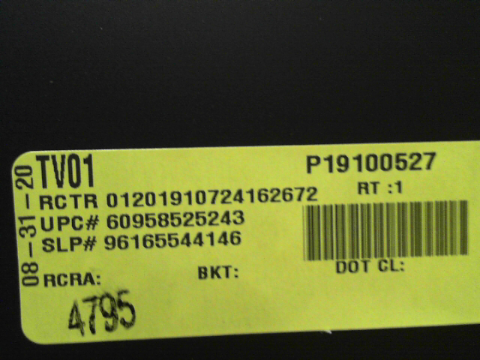 08-31-20
TV01 P19100527
RCTR 01201910724162672 RT :1
UPC# 60958525243
SLP# 96165544146
RCRA: BKT: DOT CL:
4795